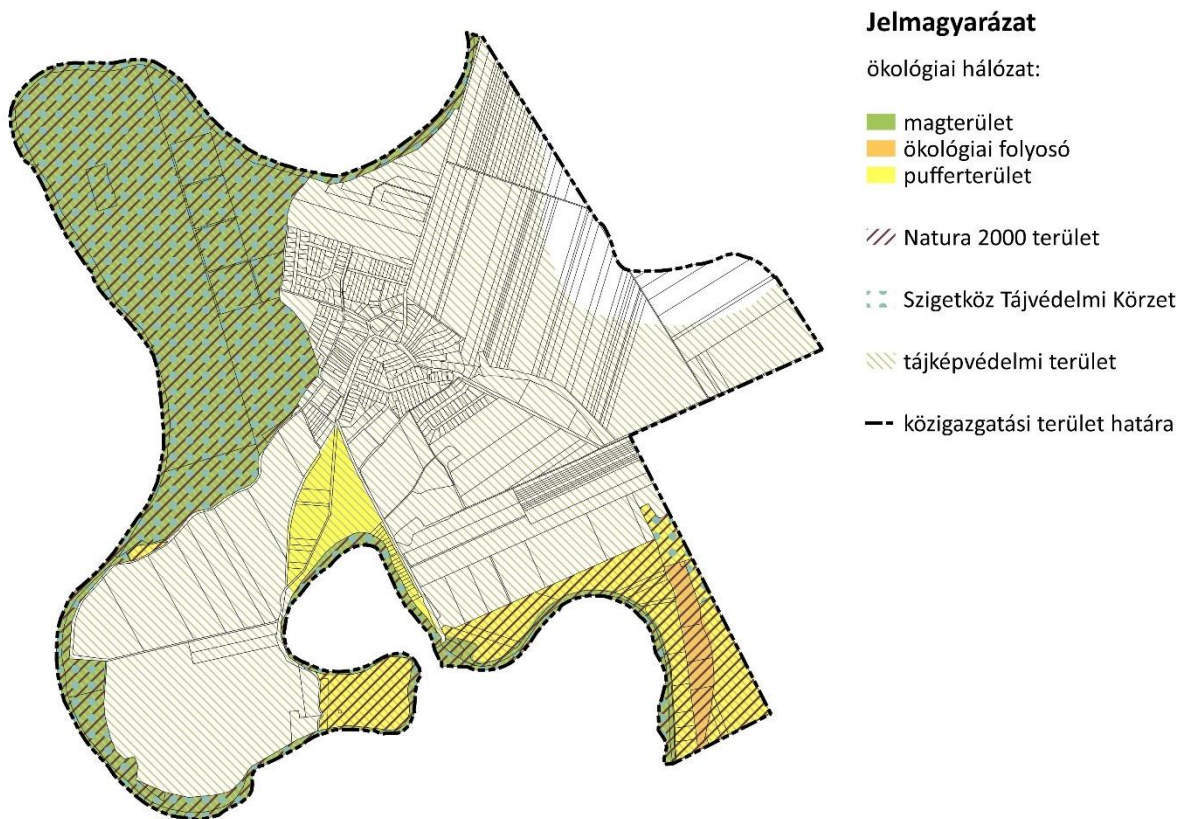 Jelmagyarázat
ökológiai hálózat:
magterület
ökológiai folyosó
pufferterület
Natura 2000 terület
Szigetköz Tájvédelmi Körzet
tájképvédelmi terület
közigazgatási terület határa